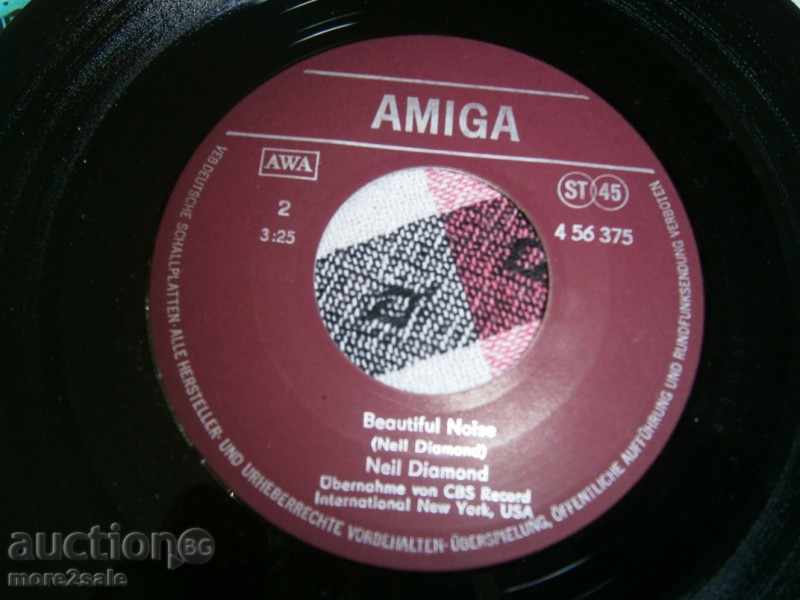 AMIGA
AWA
2
3:25
ST 45
4 56 375
Beautiful Noise
(Neil Diamond)
Neil Diamond
Übernahme von CBS Record
International New York, USA
VEB DEUTSCHE SCHALLPLATTEN · ALLE HERSTELLER- UND URHEBERRECHTE VORBEHALTEN · ÜBERSPIELUNG, ÖFFENTLICHE AUFFÜHRUNG UND RUNDFUNKSENDUNG VERBOTEN
auction BG
more2sale